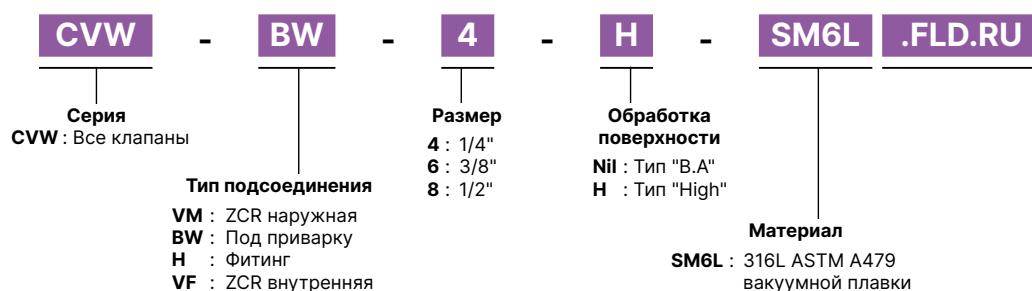 CVW - BW - 4 - H - SM6L .FLD.RU
Серия
CVW : Все клапаны
Тип подсоединения
VM : ZCR наружная
BW : Под приварку
H : Фитинг
VF : ZCR внутренняя
Размер
4 : 1/4"
6 : 3/8"
8 : 1/2"
Обработка
поверхности
Nil : Тип "B.A"
H : Тип "High"
Материал
SM6L : 316L ASTM A479
вакуумной плавки